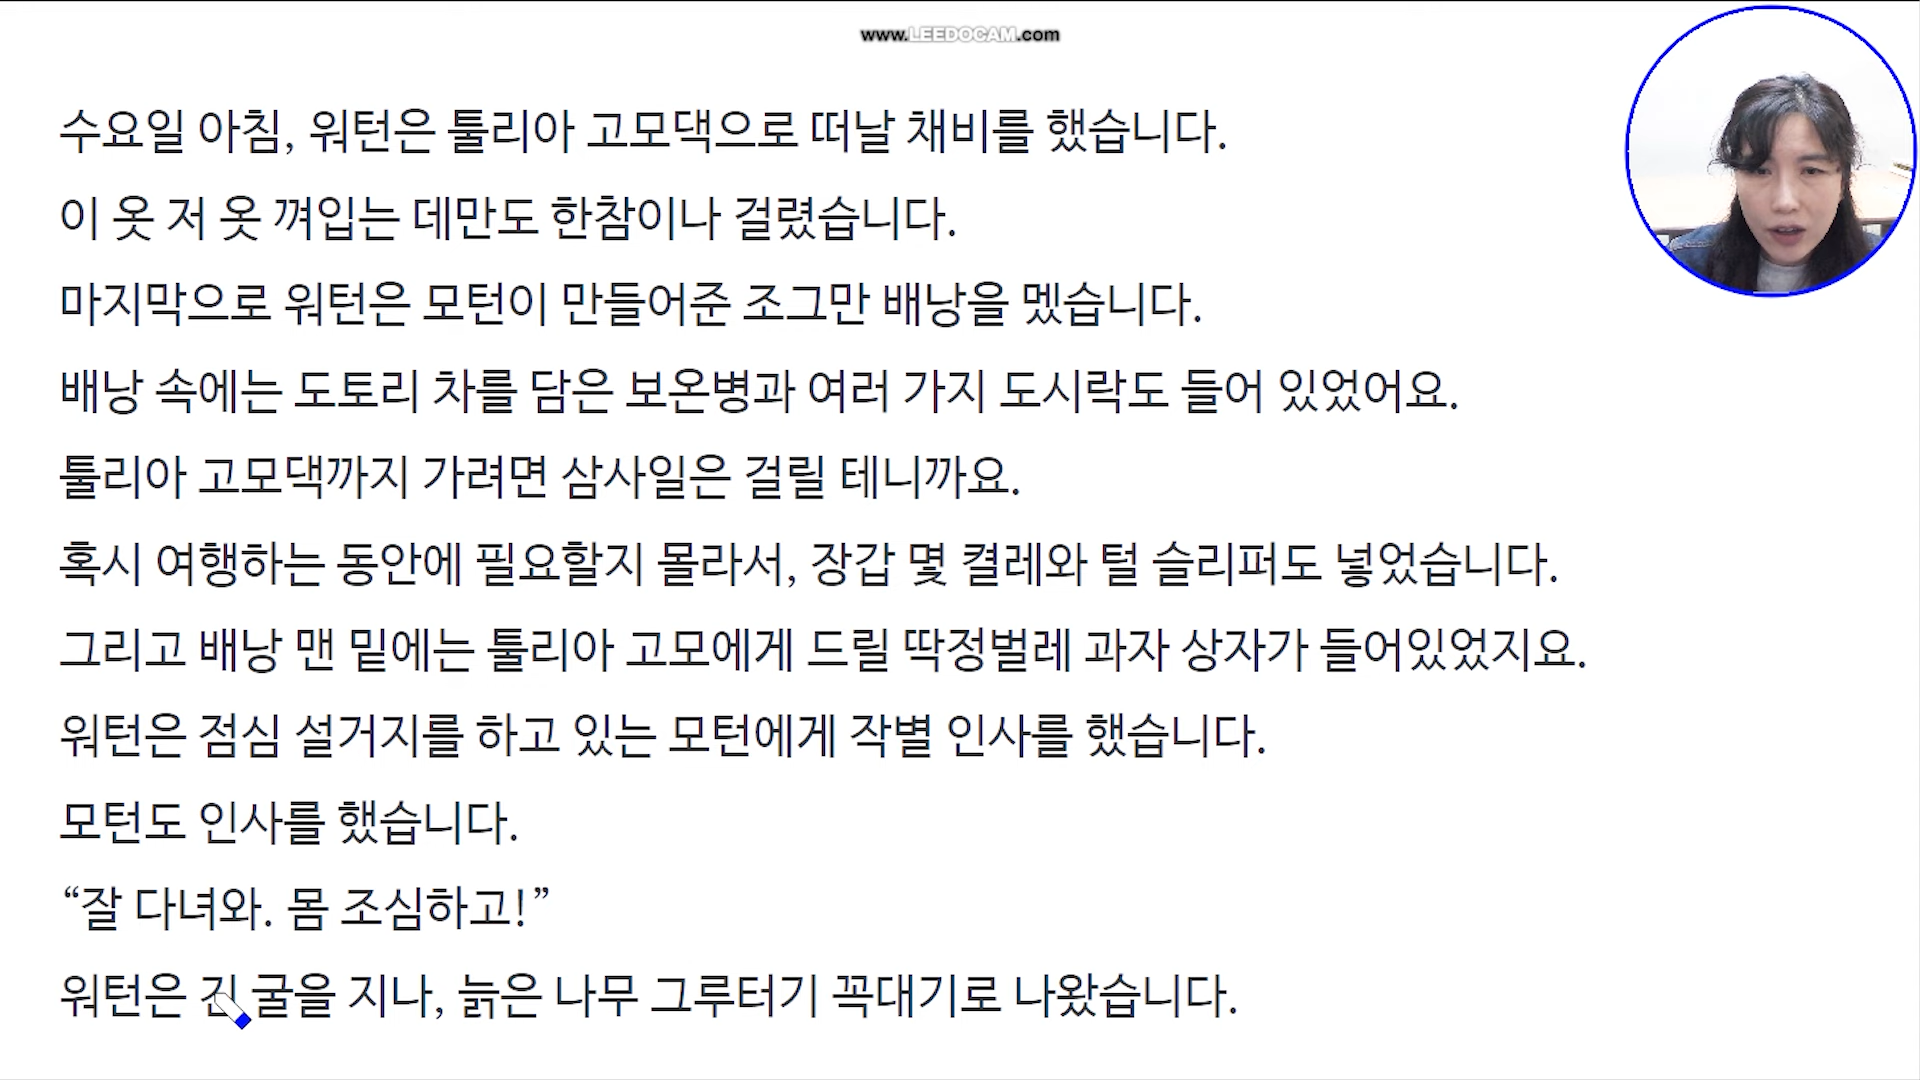 www.LEEDOCAM.com
수요일 아침, 워턴은 툴리아 고모댁으로 떠날 채비를 했습니다.
이 옷 저 옷 껴입는 데만도 한참이나 걸렸습니다.
마지막으로 워턴은 모턴이 만들어준 조그만 배낭을 멨습니다.
배낭 속에는 도토리 차를 담은 보온병과 여러 가지 도시락도 들어 있었어요.
툴리아 고모댁까지 가려면 삼사일은 걸릴 테니까요.
혹시 여행하는 동안에 필요할지 몰라서, 장갑 몇 켤레와 털 슬리퍼도 넣었습니다.
그리고 배낭 맨 밑에는 툴리아 고모에게 드릴 딱정벌레 과자 상자가 들어있었지요.
워턴은 점심 설거지를 하고 있는 모턴에게 작별 인사를 했습니다.
모턴도 인사를 했습니다.
“잘 다녀와. 몸 조심하고!”
워턴은 긴 굴을 지나, 늙은 나무 그루터기 꼭대기로 나왔습니다.